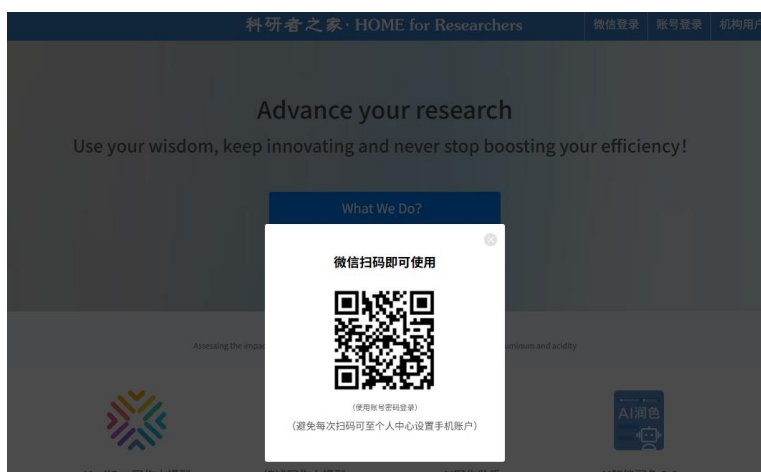 科研者之家·HOME for Researchers
微信登录
账号登录
机构用户
Advance your research
Use your wisdom, keep innovating and never stop boosting your efficiency!
What We Do?
微信扫码即可使用
Assessing the impac
uminum and acidity
(使用账号密码登录)
(避免每次扫码可至个人中心设置手机账户)
AI润色